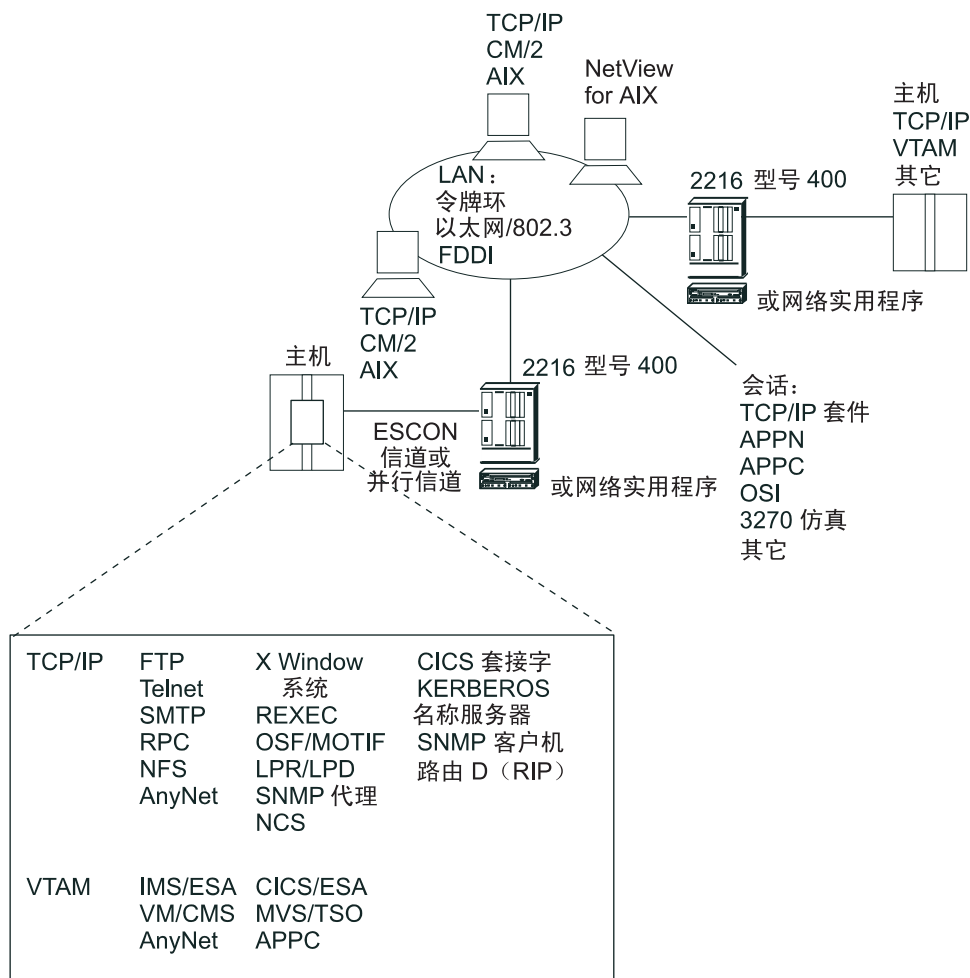 TCP/IP
CM/2
AIX
NetView
for AIX
主机
TCP/IP
VTAM
其它
LAN：
令牌环
以太网/802.3
FDDI
2216 型号 400
或网络实用程序
TCP/IP
CM/2
AIX
主机
2216 型号 400
ESCON
信道或
并行信道
或网络实用程序
会话：
TCP/IP 套件
APPN
APPC
OSI
3270 仿真
其它
TCP/IP FTP X Window CICS 套接字
Telnet 系统 KERBEROS
SMTP REXEC 名称服务器
RPC OSF/MOTIF SNMP 客户机
NFS LPR/LPD 路由 D（RIP）
AnyNet SNMP 代理
NCS
VTAM IMS/ESA CICS/ESA
VM/CMS MVS/TSO
AnyNet APPC